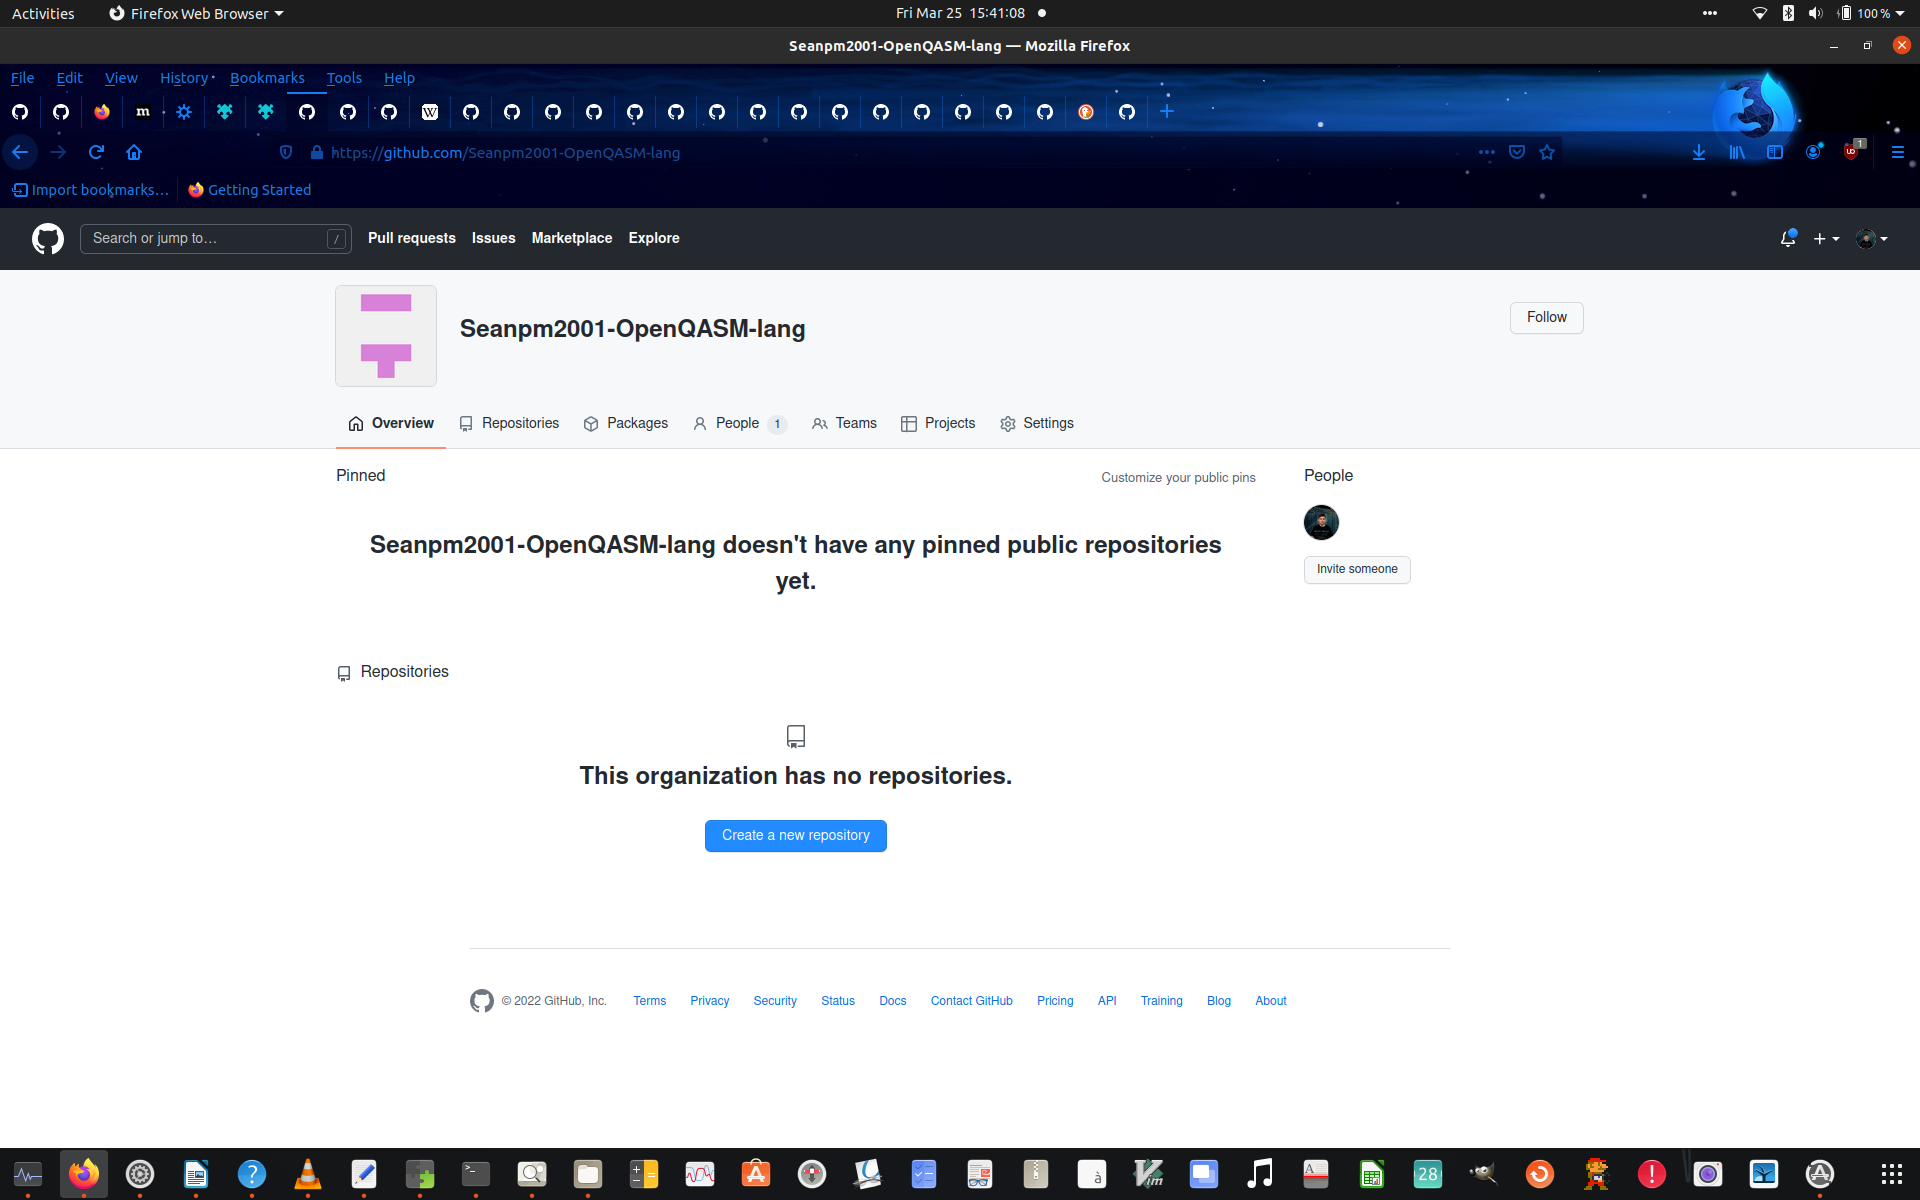 Activities
Firefox Web Browser
Fri Mar 25 15:41:08
100 %
Seanpm2001-OpenQASM-lang — Mozilla Firefox
File Edit View History Bookmarks Tools Help
m
W
https://github.com/Seanpm2001-OpenQASM-lang
1
Import bookmarks…
Getting Started
Search or jump to…
/
Pull requests Issues Marketplace Explore
Seanpm2001-OpenQASM-lang
Follow
Overview Repositories Packages People 1 Teams Projects Settings
Pinned
Customize your public pins
People
Seanpm2001-OpenQASM-lang doesn't have any pinned public repositories
yet.
Invite someone
Repositories
This organization has no repositories.
Create a new repository
© 2022 GitHub, Inc. Terms Privacy Security Status Docs Contact GitHub Pricing API Training Blog About
28